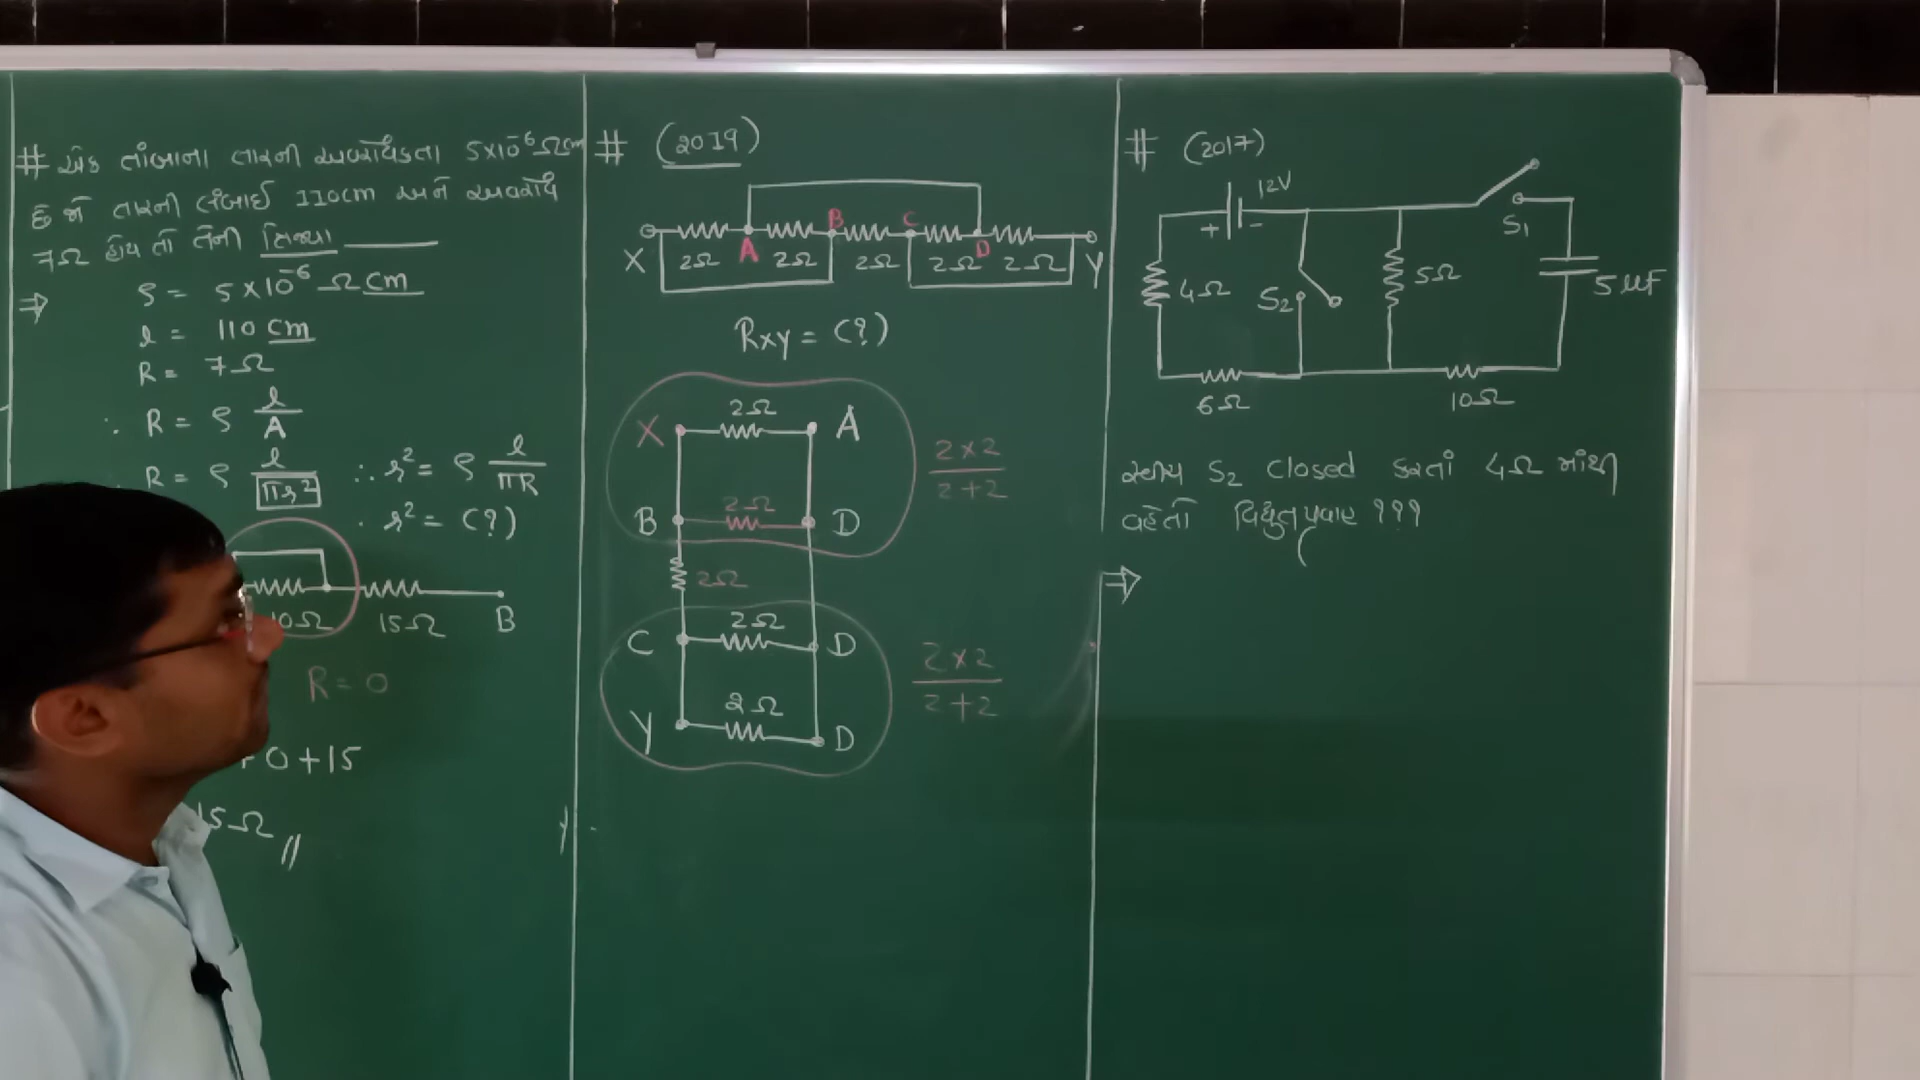 # એક તાંબાના તારની અવરોધકતા 5×10⁻⁶ Ωcm
છે જો તારની લંબાઈ 110cm અને અવરોધ
7Ω હોય તો તેની ત્રિજ્યા
⇒ ρ = 5×10⁻⁶ Ω cm
l = 110 cm
R = 7Ω
∴ R = ρ l/A
R = ρ l/πr² ∴ r² = ρ l/πR
∴ r² = (?)
10Ω 15Ω B
R = 0
0+15
15Ω //
# (2019)
X A B C D Y
2Ω 2Ω 2Ω 2Ω 2Ω
Rxy = (?)
2Ω
X A
2×2/2+2
2Ω
B D
2Ω
2Ω
C D
2×2/2+2
2Ω
Y D
# (2017)
12V
+ -
S1
4Ω S2 5Ω 5 μF
6Ω 10Ω
S2 Closed કરતાં 4Ω માંથી
વહેતો વિદ્યુતપ્રવાહ ???
⇒